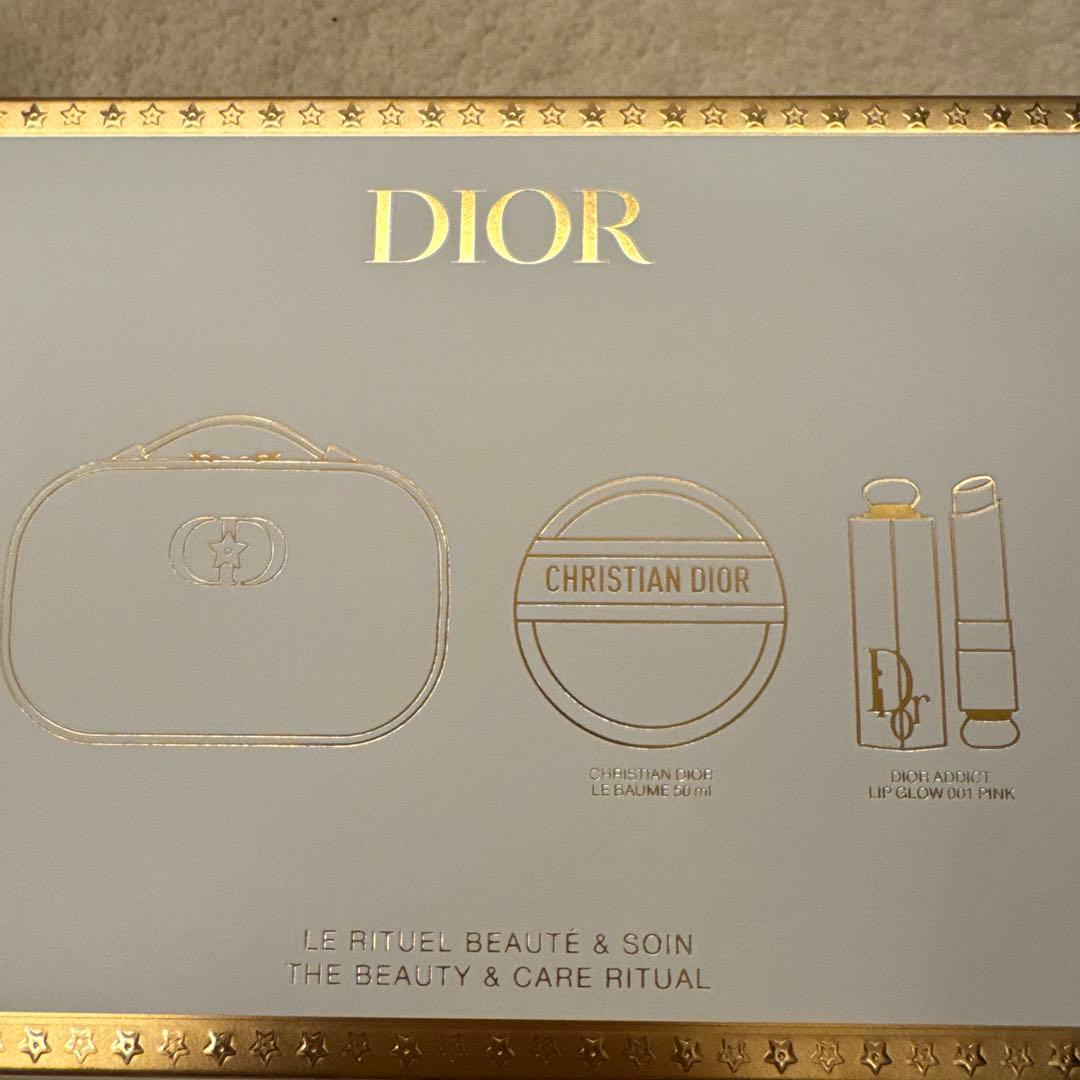 DIOR
CHRISTIAN DIOR
Dior
CHRISTIAN DIOR
LE BAUME 50 ml
DIOR ADDICT
LIP GLOW 001 PINK
LE RITUEL BEAUTÉ & SOIN
THE BEAUTY & CARE RITUAL